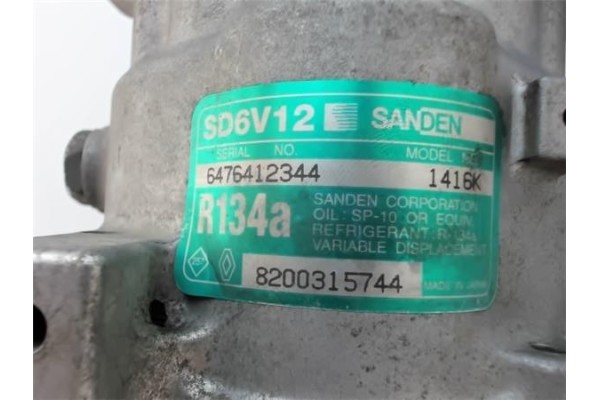 SD6V12 SANDEN
SERIAL NO. MODEL NO.
6476412344 1416K
R134a
SANDEN CORPORATION
OIL: SP-10 OR EQUIV.
REFRIGERANT: R-134a
VARIABLE DISPLACEMENT
8200315744
MADE IN JAPAN